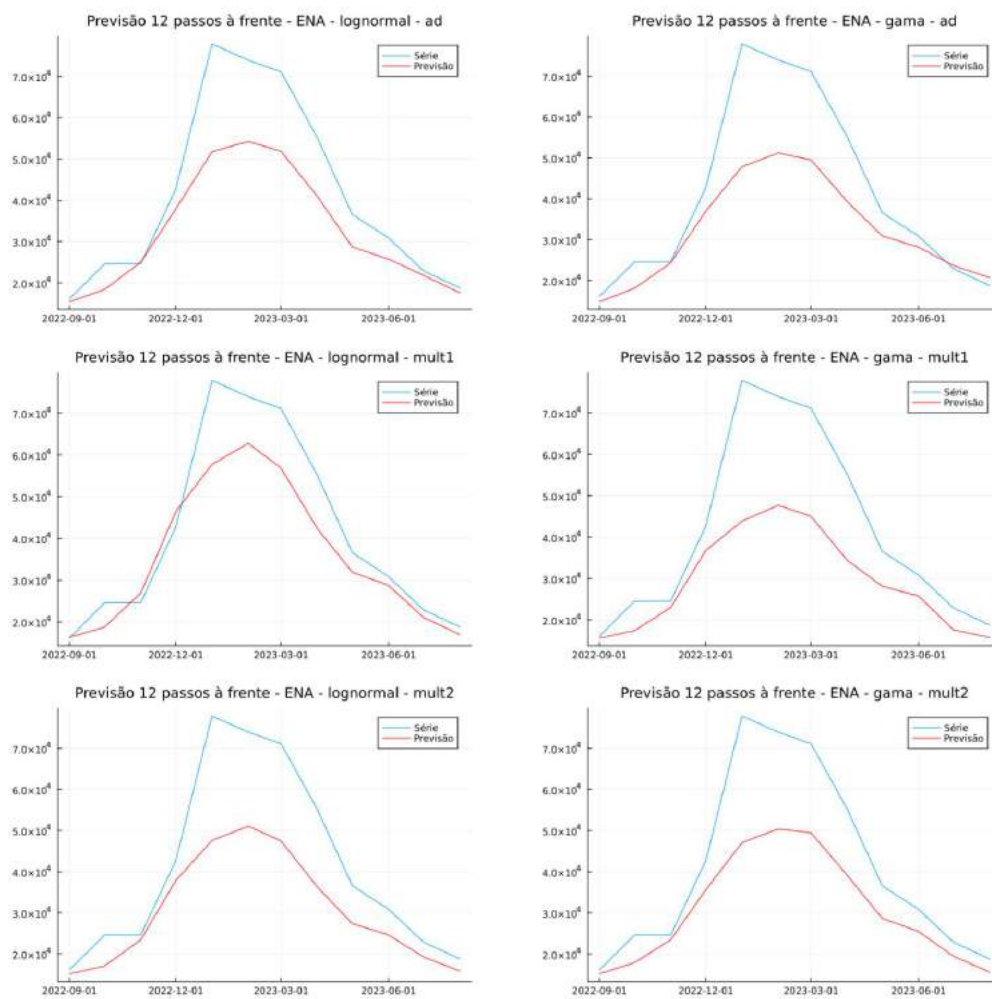 Previsão 12 passos à frente - ENA - lognormal - ad
Série
Previsão
7.0×10⁴
6.0×10⁴
5.0×10⁴
4.0×10⁴
3.0×10⁴
2.0×10⁴
2022-09-01 2022-12-01 2023-03-01 2023-06-01
Previsão 12 passos à frente - ENA - gama - ad
Série
Previsão
7.0×10⁴
6.0×10⁴
5.0×10⁴
4.0×10⁴
3.0×10⁴
2.0×10⁴
2022-09-01 2022-12-01 2023-03-01 2023-06-01
Previsão 12 passos à frente - ENA - lognormal - mult1
Série
Previsão
7.0×10⁴
6.0×10⁴
5.0×10⁴
4.0×10⁴
3.0×10⁴
2.0×10⁴
2022-09-01 2022-12-01 2023-03-01 2023-06-01
Previsão 12 passos à frente - ENA - gama - mult1
Série
Previsão
7.0×10⁴
6.0×10⁴
5.0×10⁴
4.0×10⁴
3.0×10⁴
2.0×10⁴
2022-09-01 2022-12-01 2023-03-01 2023-06-01
Previsão 12 passos à frente - ENA - lognormal - mult2
Série
Previsão
7.0×10⁴
6.0×10⁴
5.0×10⁴
4.0×10⁴
3.0×10⁴
2.0×10⁴
2022-09-01 2022-12-01 2023-03-01 2023-06-01
Previsão 12 passos à frente - ENA - gama - mult2
Série
Previsão
7.0×10⁴
6.0×10⁴
5.0×10⁴
4.0×10⁴
3.0×10⁴
2.0×10⁴
2022-09-01 2022-12-01 2023-03-01 2023-06-01